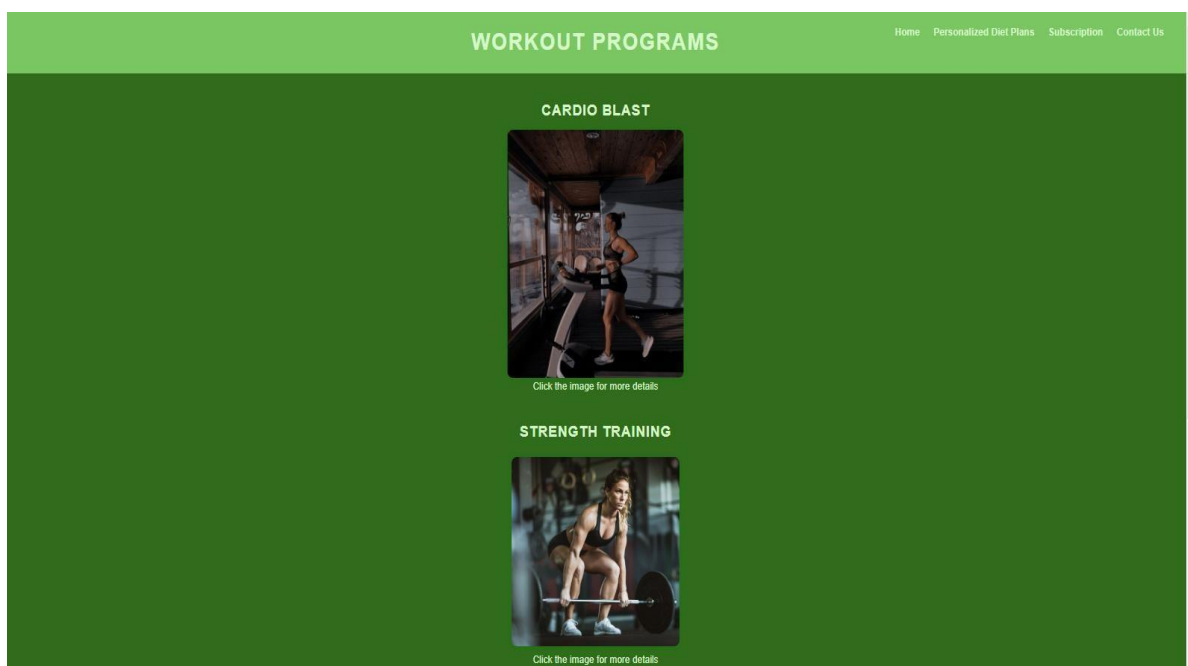 WORKOUT PROGRAMS
Home Personalized Diet Plans Subscription Contact Us
CARDIO BLAST
Click the image for more details
STRENGTH TRAINING
Click the image for more details